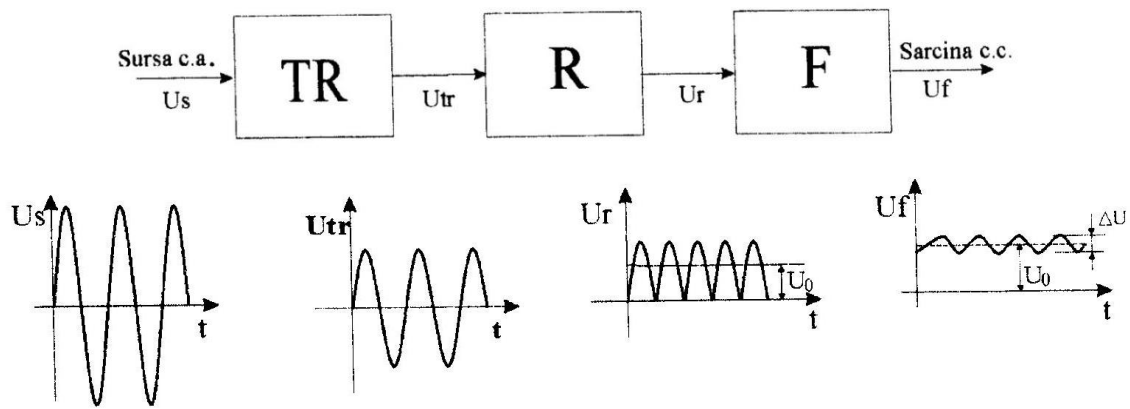 Sursa c.a.
Us
TR
Utr
R
Ur
F
Sarcina c.c.
Uf
Us
t
Utr
t
Ur
U0
t
Uf
ΔU
U0
t